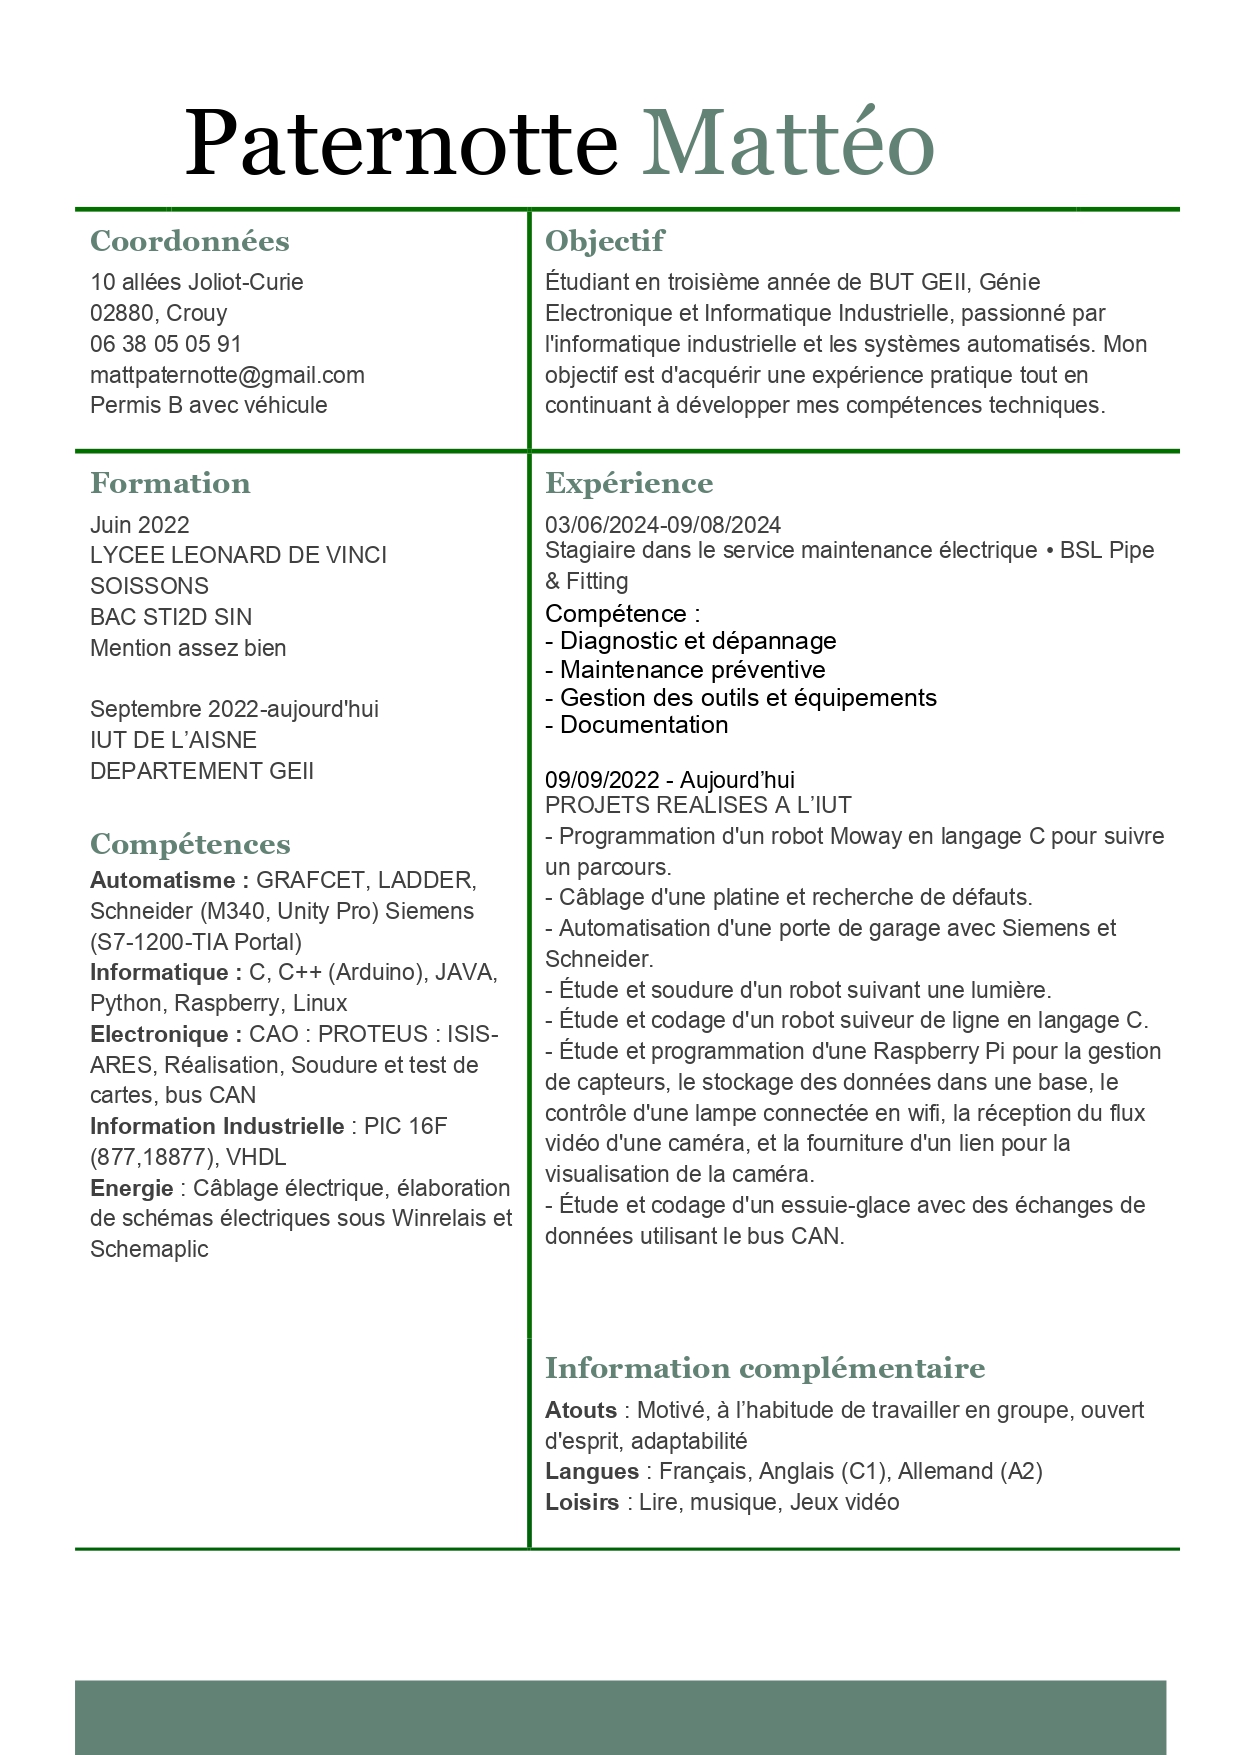 Paternotte Mattéo
Coordonnées
10 allées Joliot-Curie
02880, Crouy
06 38 05 05 91
mattpaternotte@gmail.com
Permis B avec véhicule
Objectif
Étudiant en troisième année de BUT GEII, Génie
Electronique et Informatique Industrielle, passionné par
l'informatique industrielle et les systèmes automatisés. Mon
objectif est d'acquérir une expérience pratique tout en
continuant à développer mes compétences techniques.
Formation
Juin 2022
LYCEE LEONARD DE VINCI
SOISSONS
BAC STI2D SIN
Mention assez bien
Septembre 2022-aujourd'hui
IUT DE L’AISNE
DEPARTEMENT GEII
Compétences
Automatisme : GRAFCET, LADDER,
Schneider (M340, Unity Pro) Siemens
(S7-1200-TIA Portal)
Informatique : C, C++ (Arduino), JAVA,
Python, Raspberry, Linux
Electronique : CAO : PROTEUS : ISIS-
ARES, Réalisation, Soudure et test de
cartes, bus CAN
Information Industrielle : PIC 16F
(877,18877), VHDL
Energie : Câblage électrique, élaboration
de schémas électriques sous Winrelais et
Schemaplic
Expérience
03/06/2024-09/08/2024
Stagiaire dans le service maintenance électrique • BSL Pipe
& Fitting
Compétence :
- Diagnostic et dépannage
- Maintenance préventive
- Gestion des outils et équipements
- Documentation
09/09/2022 - Aujourd’hui
PROJETS REALISES A L’IUT
- Programmation d'un robot Moway en langage C pour suivre
un parcours.
- Câblage d'une platine et recherche de défauts.
- Automatisation d'une porte de garage avec Siemens et
Schneider.
- Étude et soudure d'un robot suivant une lumière.
- Étude et codage d'un robot suiveur de ligne en langage C.
- Étude et programmation d'une Raspberry Pi pour la gestion
de capteurs, le stockage des données dans une base, le
contrôle d'une lampe connectée en wifi, la réception du flux
vidéo d'une caméra, et la fourniture d'un lien pour la
visualisation de la caméra.
- Étude et codage d'un essuie-glace avec des échanges de
données utilisant le bus CAN.
Information complémentaire
Atouts : Motivé, à l’habitude de travailler en groupe, ouvert
d'esprit, adaptabilité
Langues : Français, Anglais (C1), Allemand (A2)
Loisirs : Lire, musique, Jeux vidéo